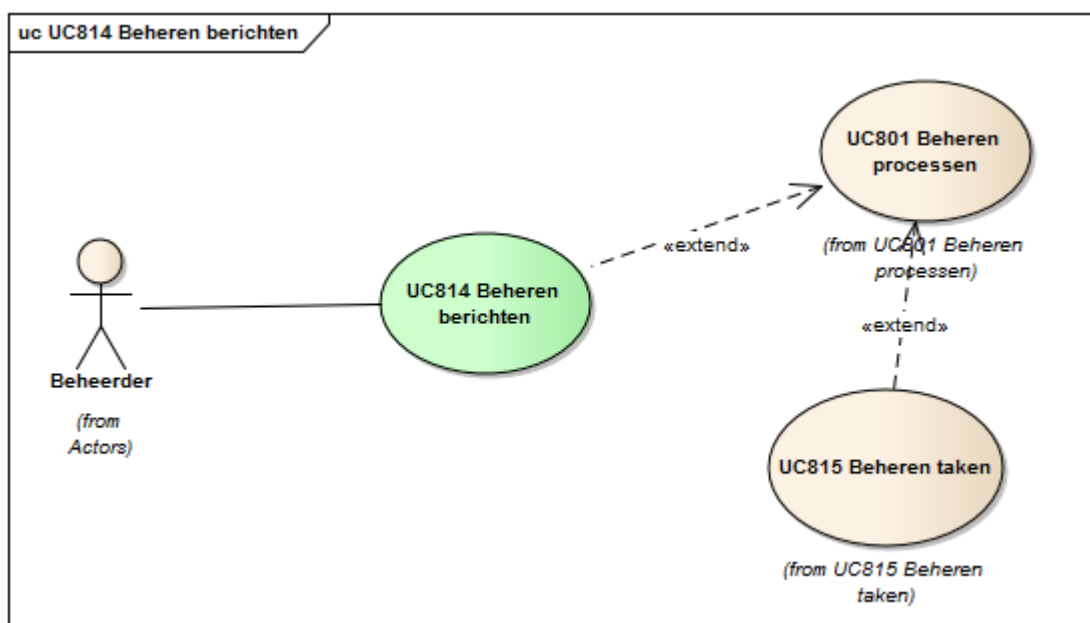 uc UC814 Beheren berichten
UC801 Beheren
processen
(from UC801 Beheren
processen)
«extend»
UC814 Beheren
berichten
«extend»
Beheerder
(from
Actors)
UC815 Beheren taken
(from UC815 Beheren
taken)